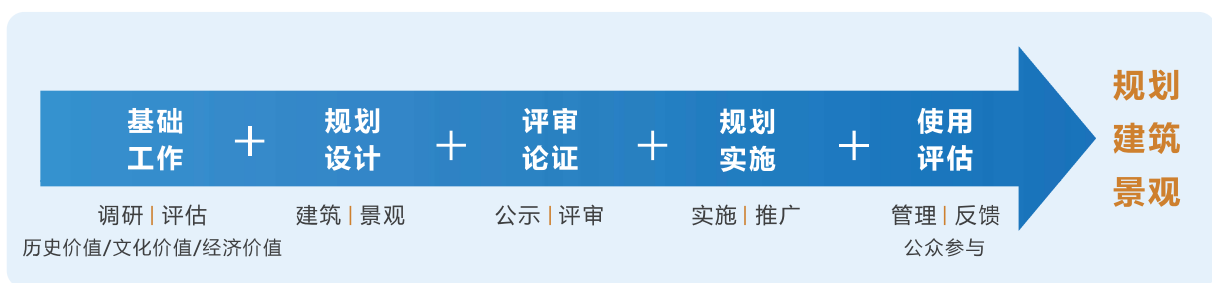 基础
工作
+
规划
设计
+
评审
论证
+
规划
实施
+
使用
评估
规划
建筑
景观
调研|评估
历史价值/文化价值/经济价值
建筑|景观
公示|评审
实施|推广
管理|反馈
公众参与